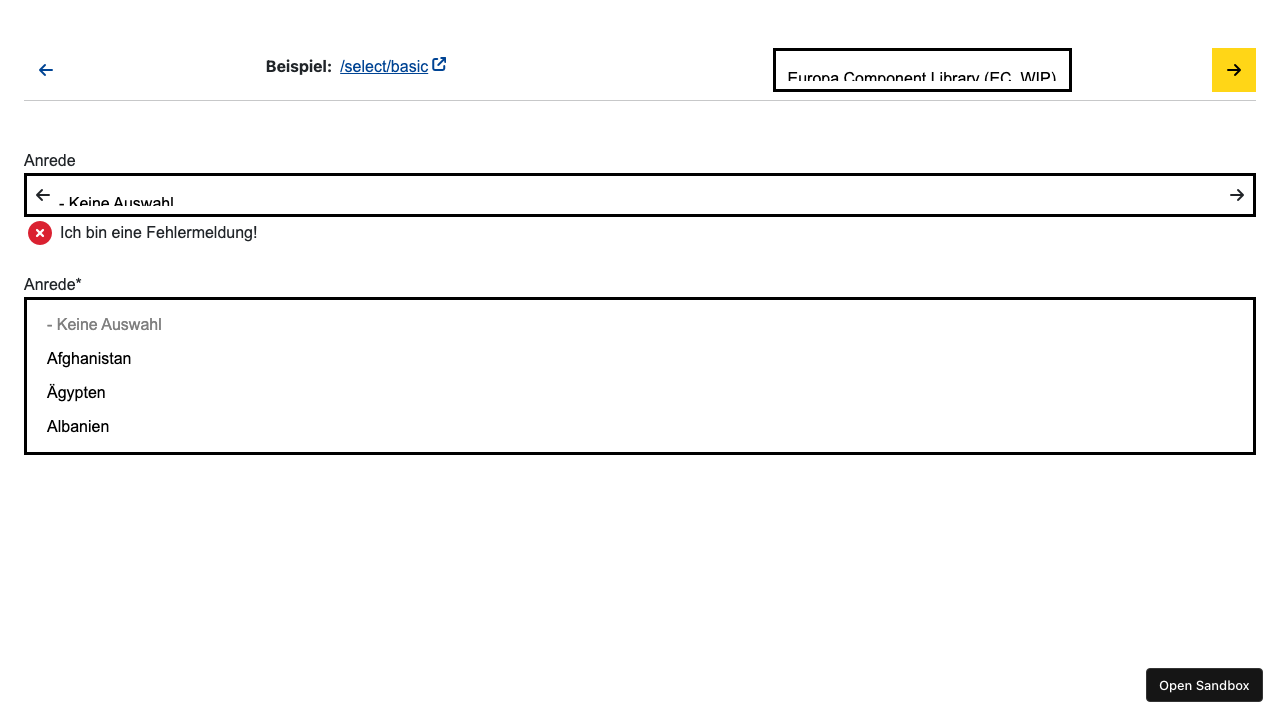 Beispiel: /select/basic
Europa Component Library (EC, WIP)
Anrede
- Keine Auswahl
Ich bin eine Fehlermeldung!
Anrede*
- Keine Auswahl
Afghanistan
Ägypten
Albanien
Open Sandbox